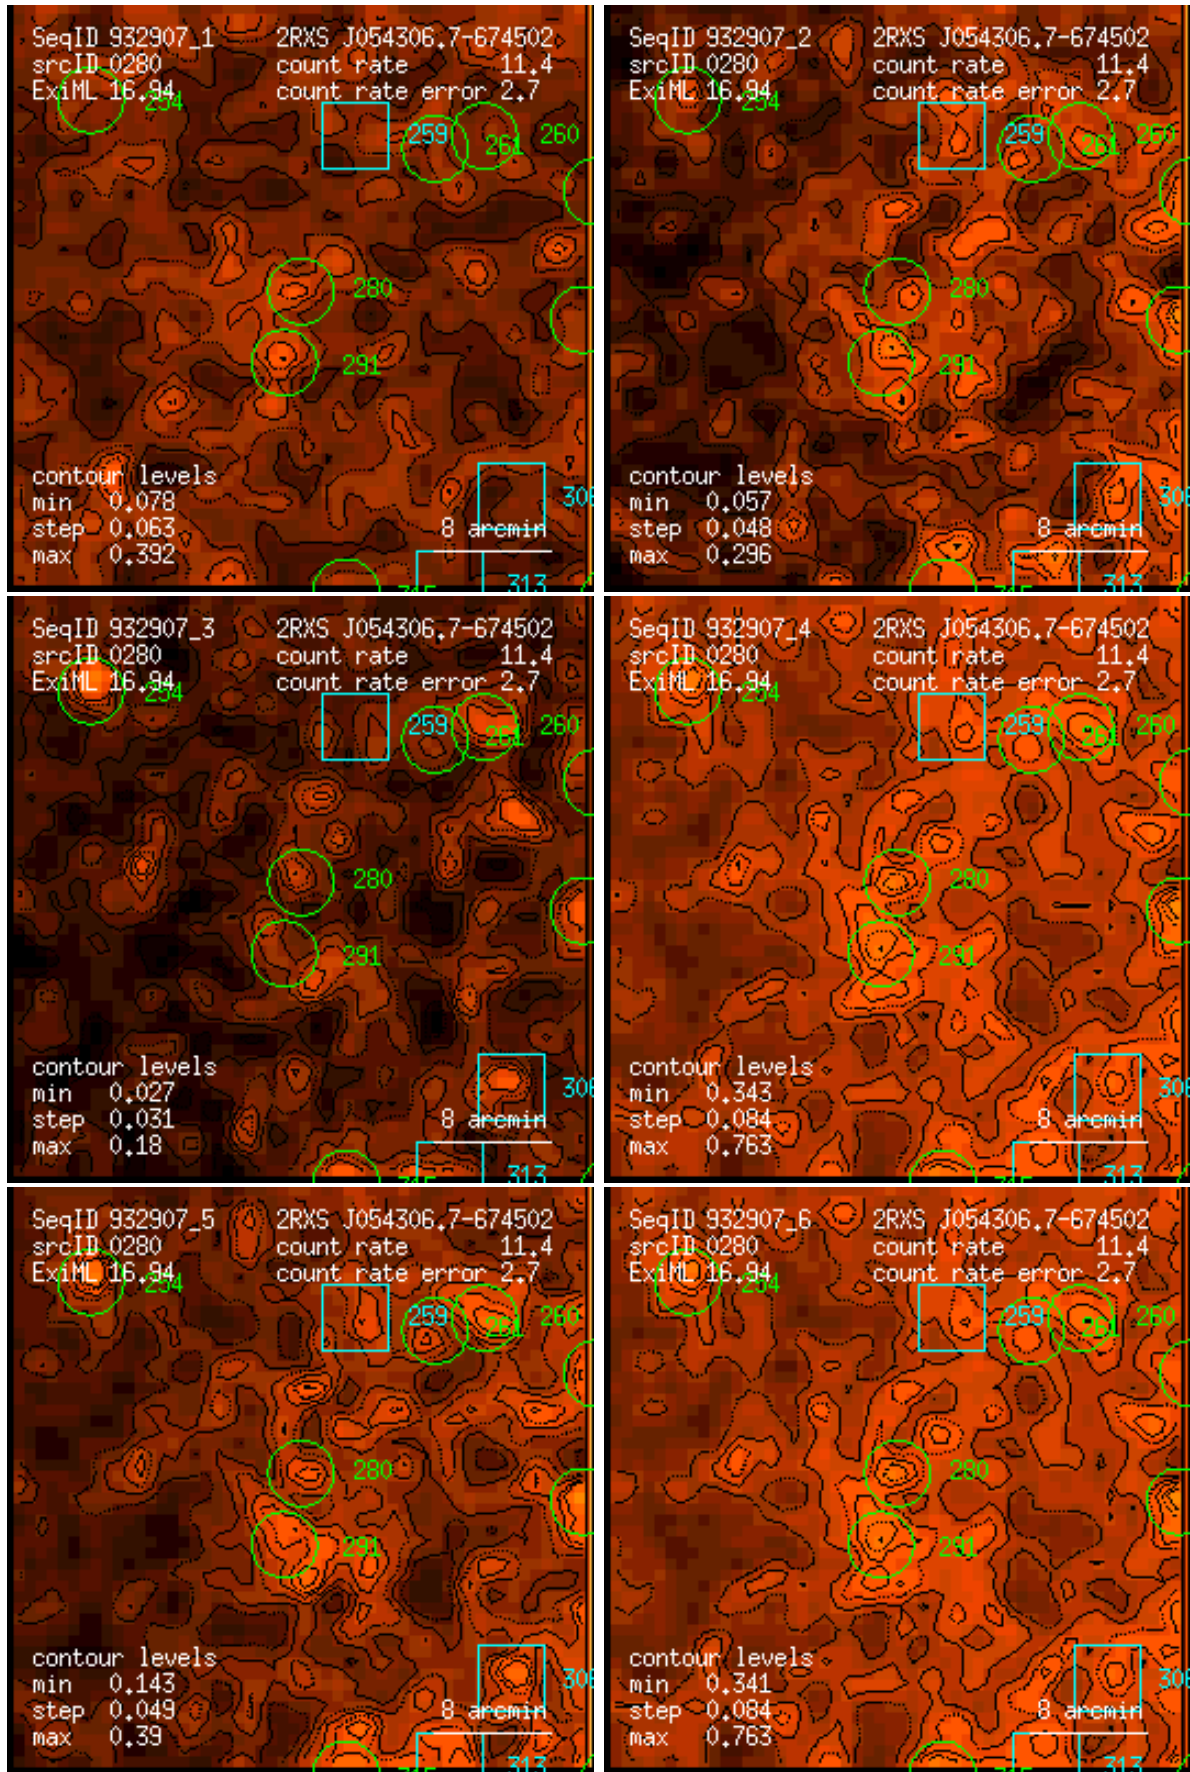 SeqID 932907_1 2RXS J054306.7-674502
srcID 0280 count rate 11.4
ExiML 16.94 count rate error 2.7
254
259 261 260
280
291
contour levels
min 0.078
step 0.063
max 0.392
306
8 arcmin
313
SeqID 932907_2 2RXS J054306.7-674502
srcID 0280 count rate 11.4
ExiML 16.94 count rate error 2.7
254
259 261 260
280
291
contour levels
min 0.057
step 0.048
max 0.296
306
8 arcmin
313
SeqID 932907_3 2RXS J054306.7-674502
srcID 0280 count rate 11.4
ExiML 16.94 count rate error 2.7
254
259 261 260
280
291
contour levels
min 0.027
step 0.031
max 0.18
306
8 arcmin
313
SeqID 932907_4 2RXS J054306.7-674502
srcID 0280 count rate 11.4
ExiML 16.94 count rate error 2.7
254
259 261 260
280
291
contour levels
min 0.343
step 0.084
max 0.763
306
8 arcmin
313
SeqID 932907_5 2RXS J054306.7-674502
srcID 0280 count rate 11.4
ExiML 16.94 count rate error 2.7
254
259 261 260
280
291
contour levels
min 0.143
step 0.049
max 0.39
306
8 arcmin
313
SeqID 932907_6 2RXS J054306.7-674502
srcID 0280 count rate 11.4
ExiML 16.94 count rate error 2.7
254
259 261 260
280
291
contour levels
min 0.341
step 0.084
max 0.763
306
8 arcmin
313